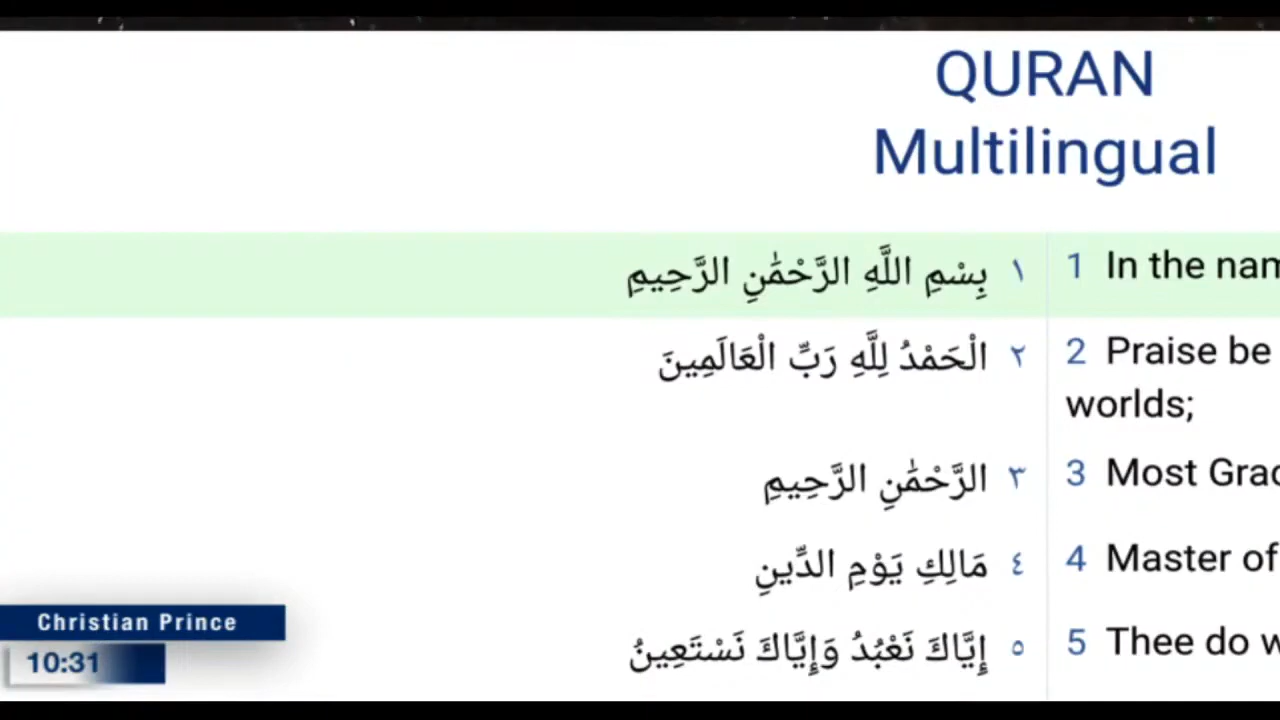 QURAN
Multilingual
١ بِسْمِ اللَّهِ الرَّحْمَٰنِ الرَّحِيمِ
1 In the
٢ الْحَمْدُ لِلَّهِ رَبِّ الْعَالَمِينَ
2 Praise be
worlds;
٣ الرَّحْمَٰنِ الرَّحِيمِ
3 Most
٤ مَالِكِ يَوْمِ الدِّينِ
4 Master of
٥ إِيَّاكَ نَعْبُدُ وَإِيَّاكَ نَسْتَعِينُ
5 Thee do
Christian Prince
10:31